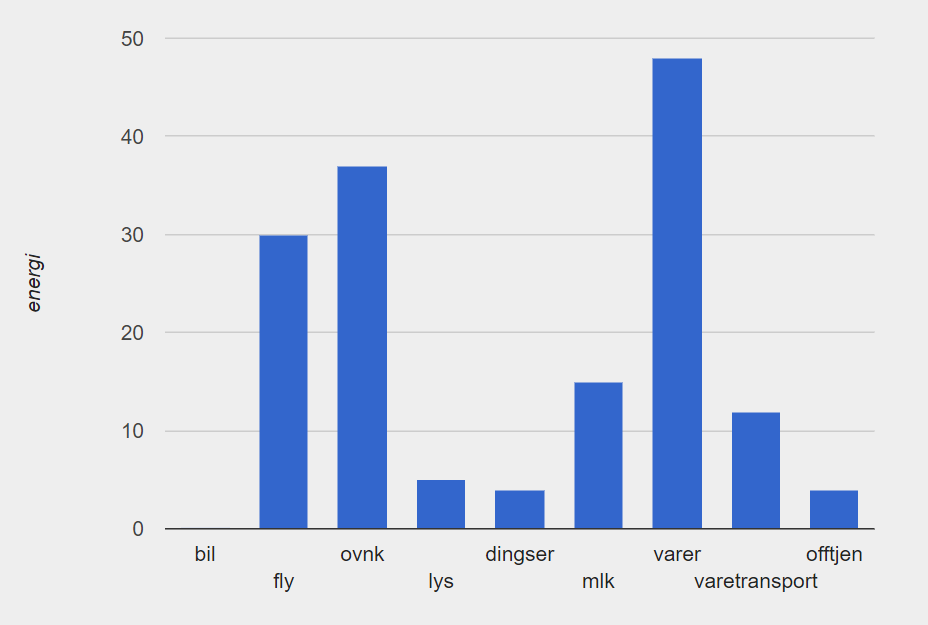 50
40
30
20
10
0
energi
bil ovnk dingser varer offtjen
fly lys mlk varetransport